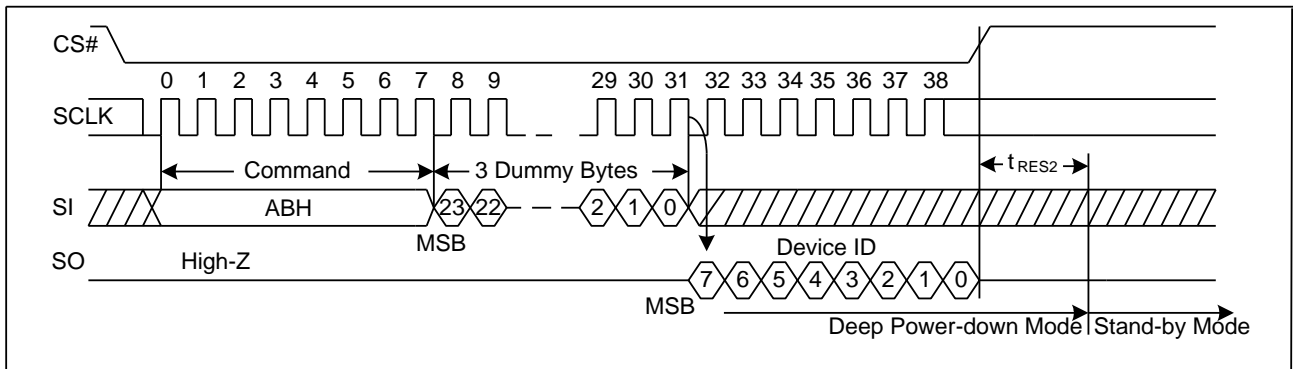 CS#
0 1 2 3 4 5 6 7 8 9 29 30 31 32 33 34 35 36 37 38
SCLK
Command 3 Dummy Bytes tRES2
SI ABH 23 22 2 1 0
MSB Device ID
SO High-Z 7 6 5 4 3 2 1 0
MSB
Deep Power-down Mode Stand-by Mode